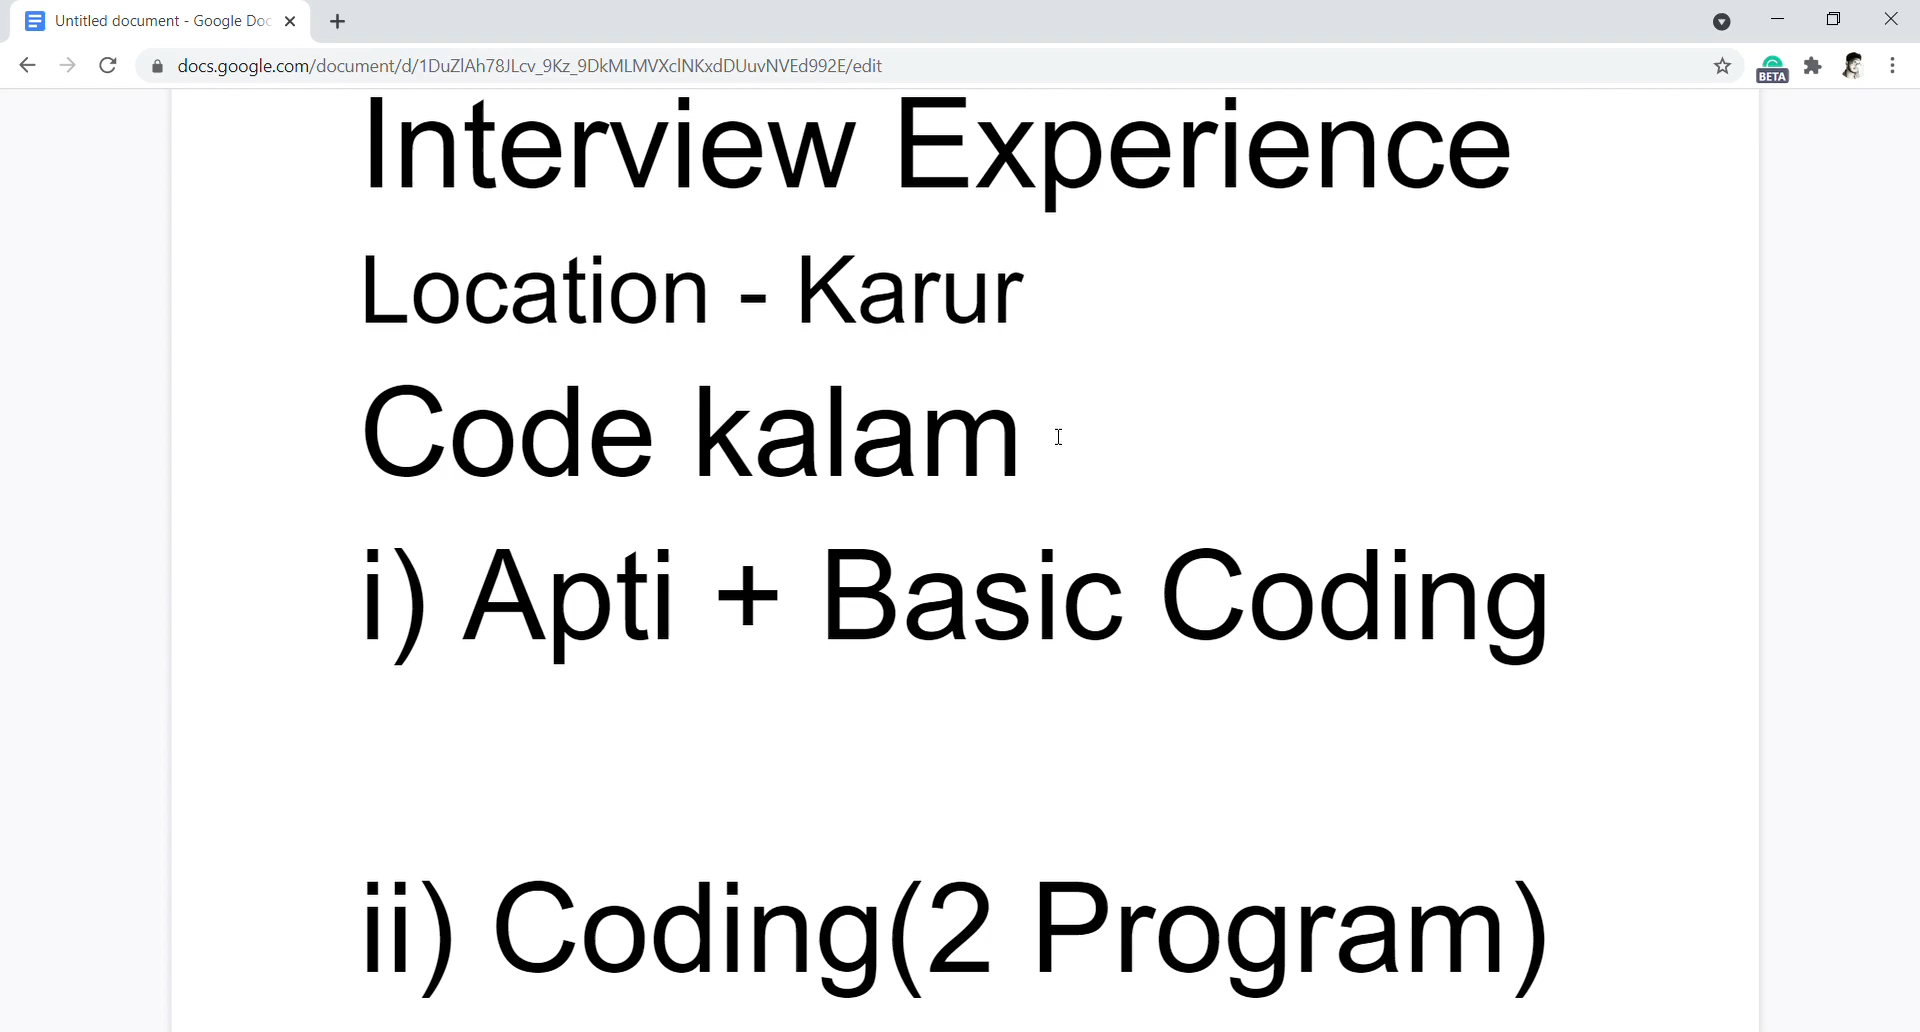 Untitled document - Google Doc
docs.google.com/document/d/1DuZlAh78JLcv_9Kz_9DkMLMVXclNKxdDUuvNVEd992E/edit
BETA
Interview Experience
Location - Karur
Code kalam
i) Apti + Basic Coding
ii) Coding(2 Program)